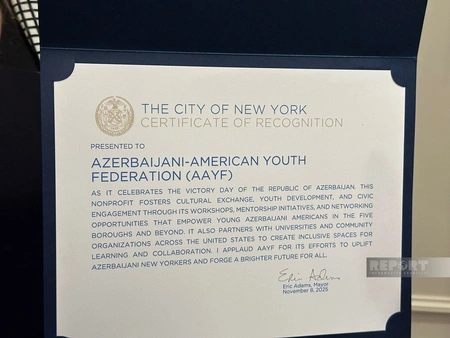 THE CITY OF NEW YORK
CERTIFICATE OF RECOGNITION
PRESENTED TO
AZERBAIJANI-AMERICAN YOUTH
FEDERATION (AAYF)
AS IT CELEBRATES THE VICTORY DAY OF THE REPUBLIC OF AZERBAIJAN. THIS
NONPROFIT FOSTERS CULTURAL EXCHANGE, YOUTH DEVELOPMENT, AND CIVIC
ENGAGEMENT THROUGH ITS WORKSHOPS, MENTORSHIP INITIATIVES, AND NETWORKING
OPPORTUNITIES THAT EMPOWER YOUNG AZERBAIJANI AMERICANS IN THE FIVE
BOROUGHS AND BEYOND. IT ALSO PARTNERS WITH UNIVERSITIES AND COMMUNITY
ORGANIZATIONS ACROSS THE UNITED STATES TO CREATE INCLUSIVE SPACES FOR
LEARNING AND COLLABORATION. I APPLAUD AAYF FOR ITS EFFORTS TO UPLIFT
AZERBAIJANI NEW YORKERS AND FORGE A BRIGHTER FUTURE FOR ALL.
Eric Adams
Eric Adams, Mayor
November 8, 2025
REPORT